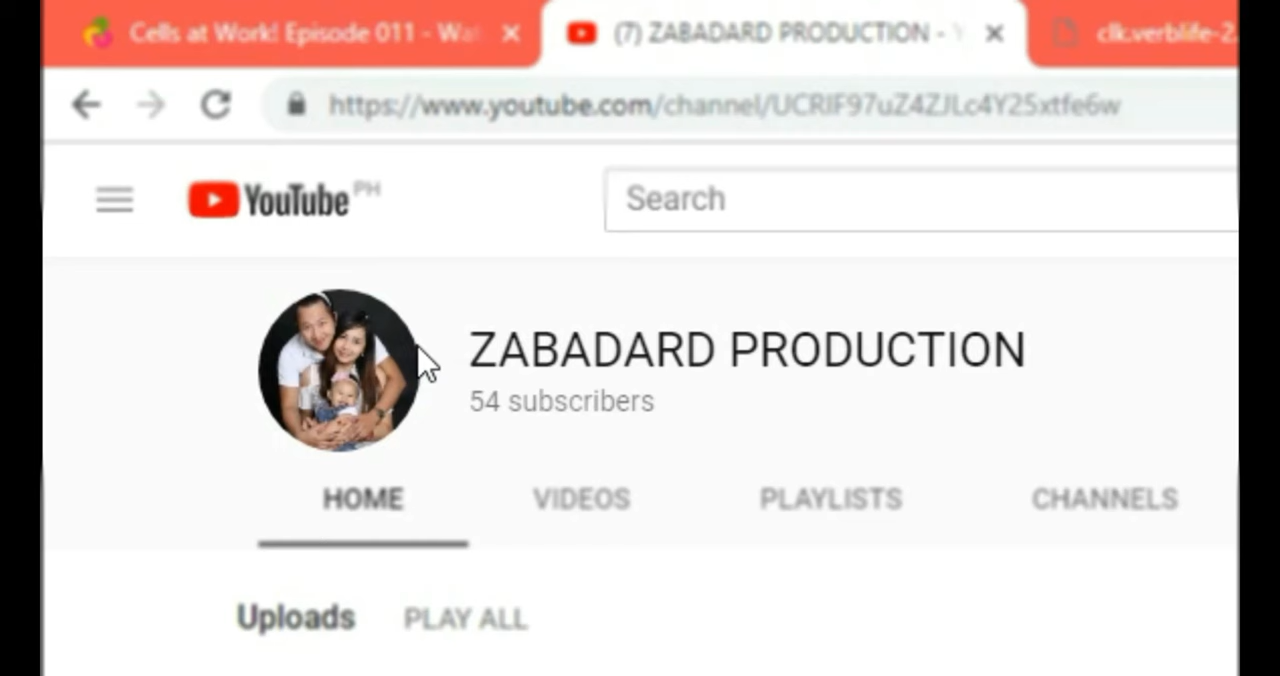 Cells at Work! Episode 011 - Wat
(7) ZABADARD PRODUCTION - Y
clk.verblife-2.
https://www.youtube.com/channel/UCRIF97uZ4ZJLc4Y25xtfe6w
YouTube PH
Search
ZABADARD PRODUCTION
54 subscribers
HOME VIDEOS PLAYLISTS CHANNELS
Uploads PLAY ALL